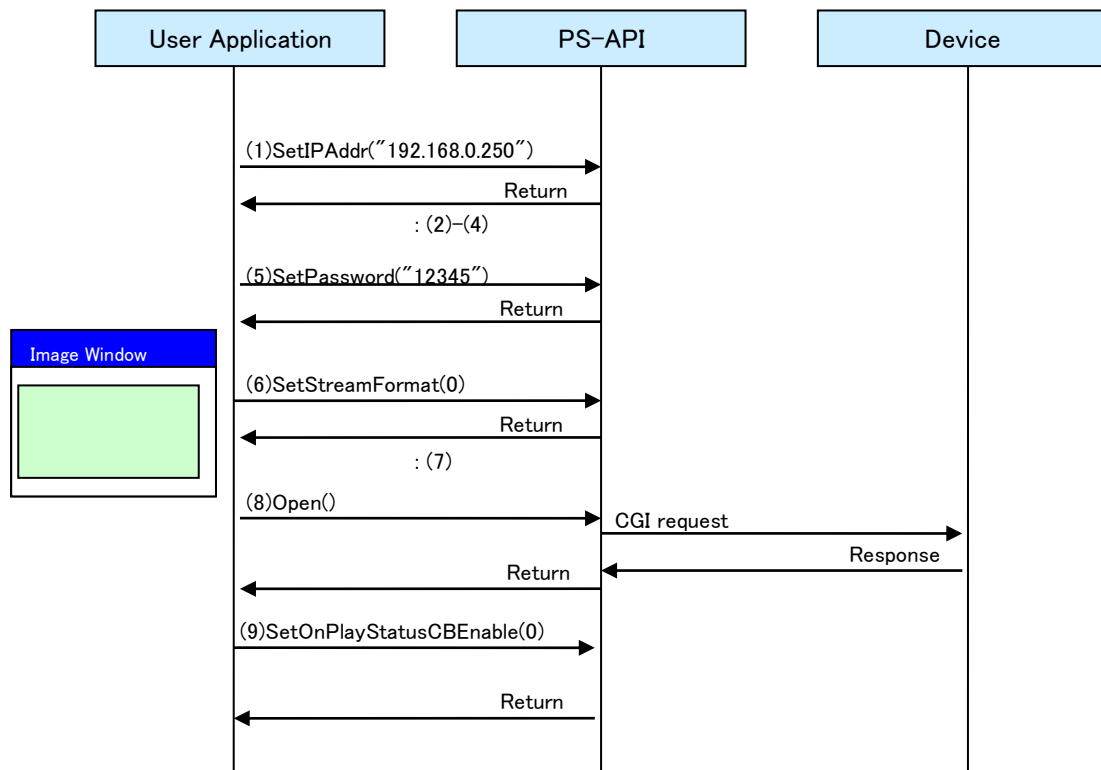 User Application
PS-API
Device
(1)SetIPAddr("192.168.0.250")
Return
: (2)-(4)
(5)SetPassword("12345")
Return
Image Window
(6)SetStreamFormat(0)
Return
: (7)
(8)Open()
CGI request
Response
Return
(9)SetOnPlayStatusCBEnable(0)
Return